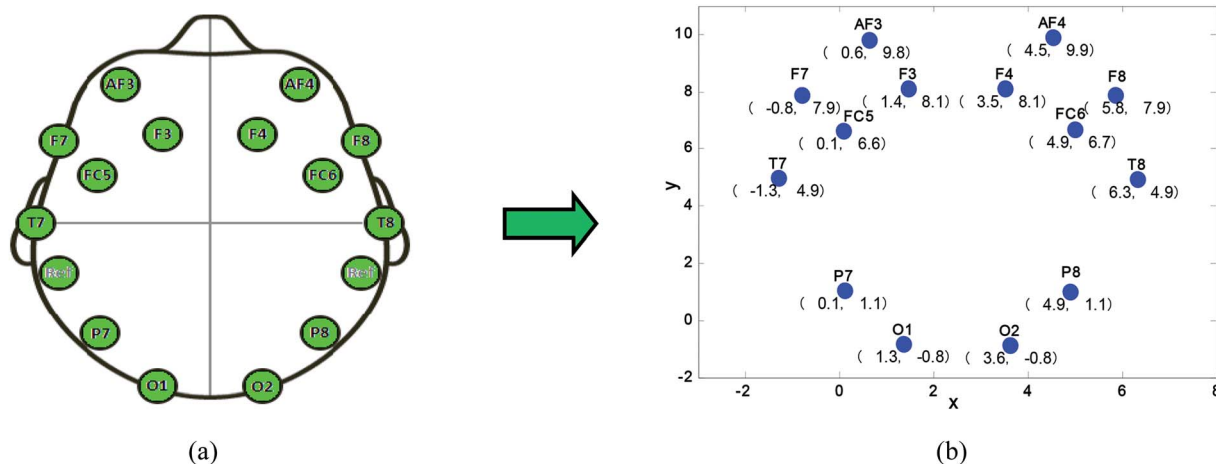 AF3 AF4
F7 F3 F4 F8
FC5 FC6
T7 T8
Ref Ref
P7 P8
O1 O2
(a)
10
8
6
4
2
0
-2
y
-2 0 2 4 6 8
x
AF3
( 0.6, 9.8)
AF4
( 4.5, 9.9)
F7
( -0.8, 7.9)
F3
( 1.4, 8.1)
F4
( 3.5, 8.1)
F8
( 5.8, 7.9)
FC5
( 0.1, 6.6)
FC6
( 4.9, 6.7)
T7
( -1.3, 4.9)
T8
( 6.3, 4.9)
P7
( 0.1, 1.1)
P8
( 4.9, 1.1)
O1
( 1.3, -0.8)
O2
( 3.6, -0.8)
(b)